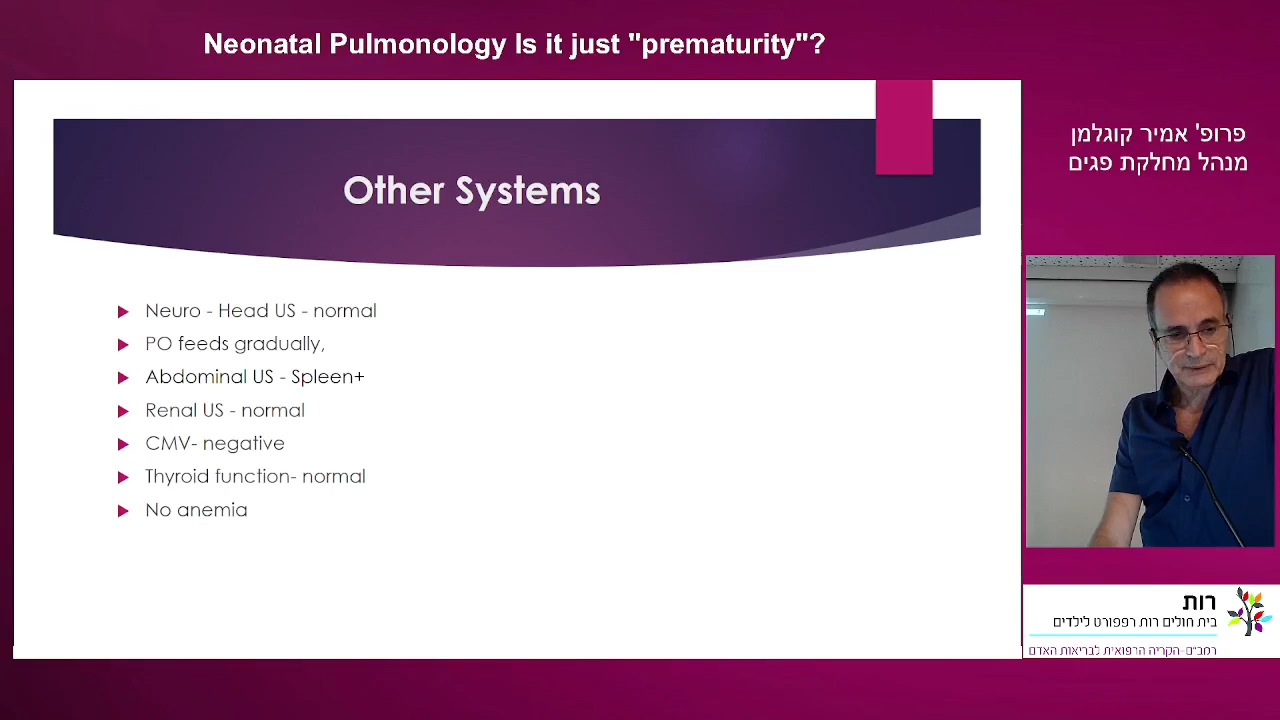 Neonatal Pulmonology Is it just "prematurity"?
Other Systems
Neuro - Head US - normal
PO feeds gradually,
Abdominal US - Spleen+
Renal US - normal
CMV- negative
Thyroid function- normal
No anemia
פרופ' אמיר קוגלמן
מנהל מחלקת פגים
רות
בית חולים רות רפפורט לילדים
רמב"ם-הקריה הרפואית לבריאות האדם